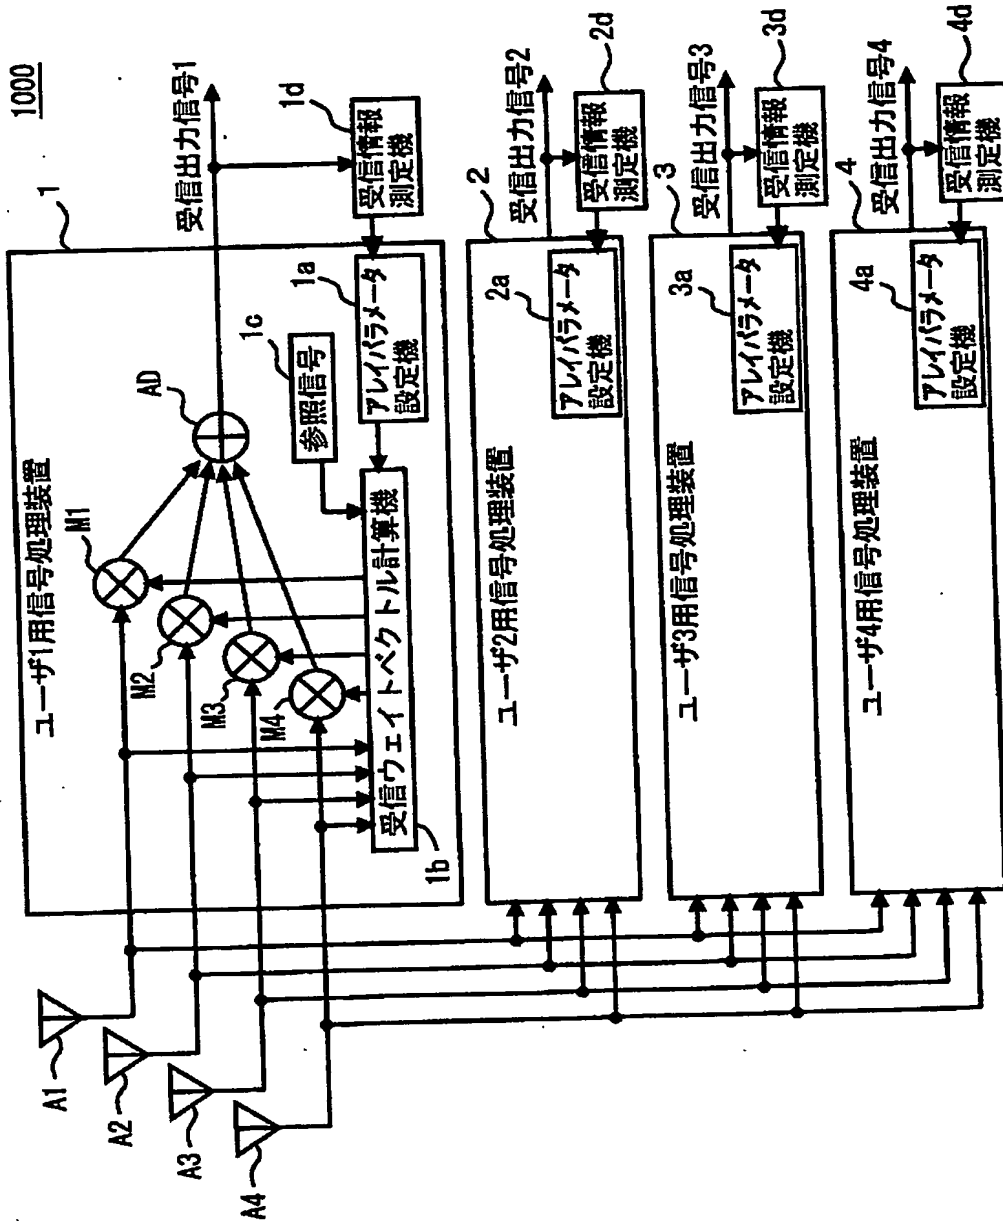 1000
ユーザ1用信号処理装置
1
受信出力信号1
M1
M2
M3
M4
AD
1c
参照信号
1a
アレイパラメータ
設定機
1d
受信情報
測定機
受信ウェイトベクトル計算機
1b
A1
A2
A3
A4
ユーザ2用信号処理装置
2
受信出力信号2
2a
アレイパラメータ
設定機
2d
受信情報
測定機
ユーザ3用信号処理装置
3
受信出力信号3
3a
アレイパラメータ
設定機
3d
受信情報
測定機
ユーザ4用信号処理装置
4
受信出力信号4
4a
アレイパラメータ
設定機
4d
受信情報
測定機